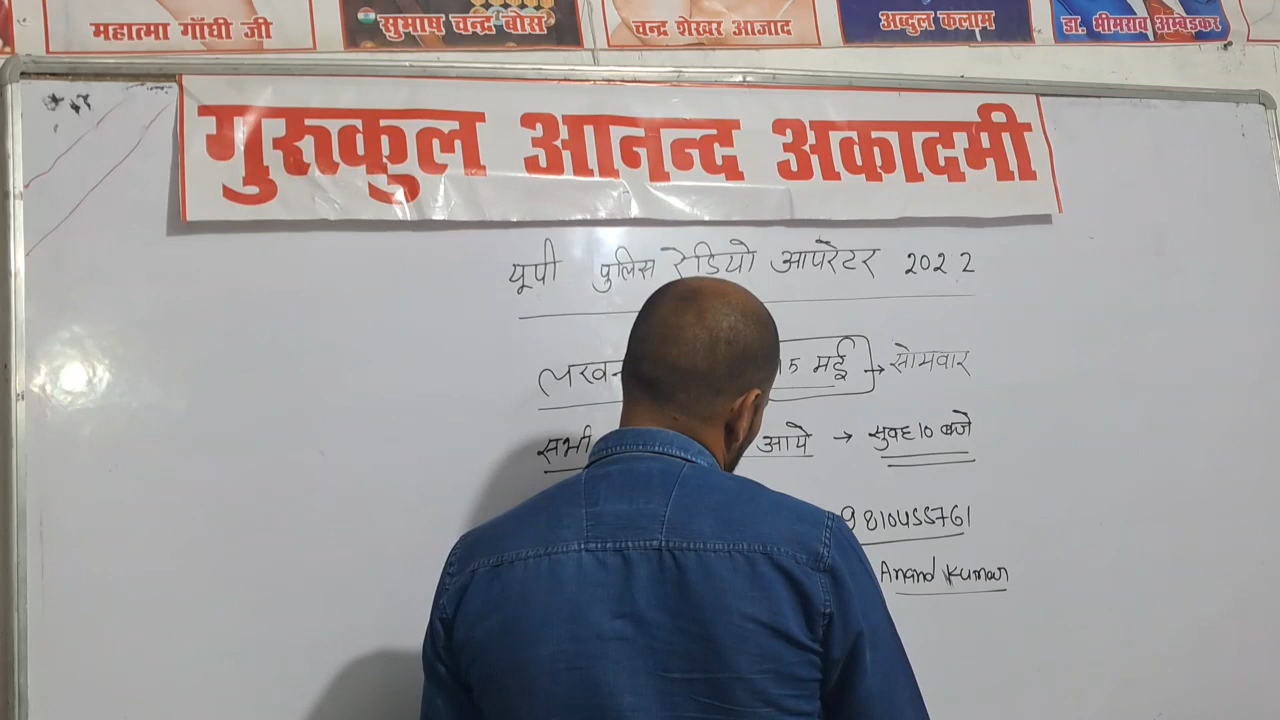 महात्मा गाँधी जी
सुभाष चन्द्र बोस
चन्द्र शेखर आजाद
अब्दुल कलाम
डा. भीमराव अम्बेडकर
गुरुकुल आनन्द अकादमी
यूपी पुलिस रेडियो आपरेटर 2022
15 मई → सोमवार
सभी आये → सुबह 10 बजे
9810455761
Anand Kumar